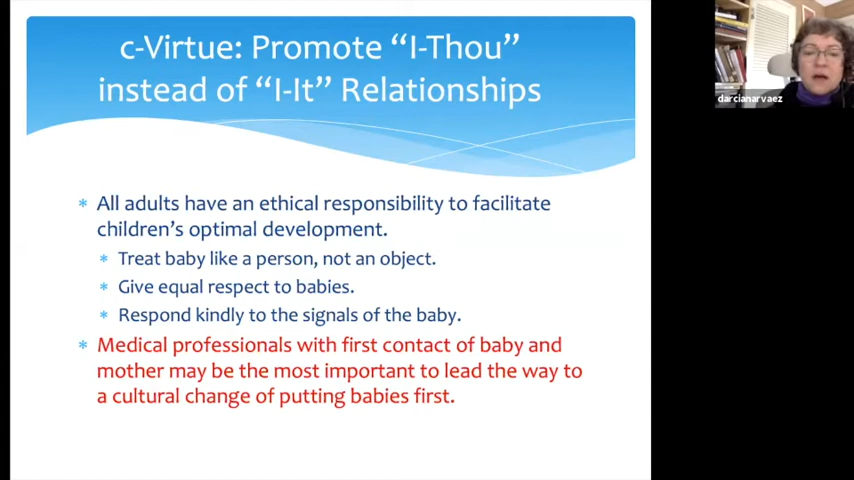 c-Virtue: Promote “I-Thou”
instead of “I-It” Relationships
darcianarvaez
* All adults have an ethical responsibility to facilitate
children’s optimal development.
* Treat baby like a person, not an object.
* Give equal respect to babies.
* Respond kindly to the signals of the baby.
* Medical professionals with first contact of baby and
mother may be the most important to lead the way to
a cultural change of putting babies first.